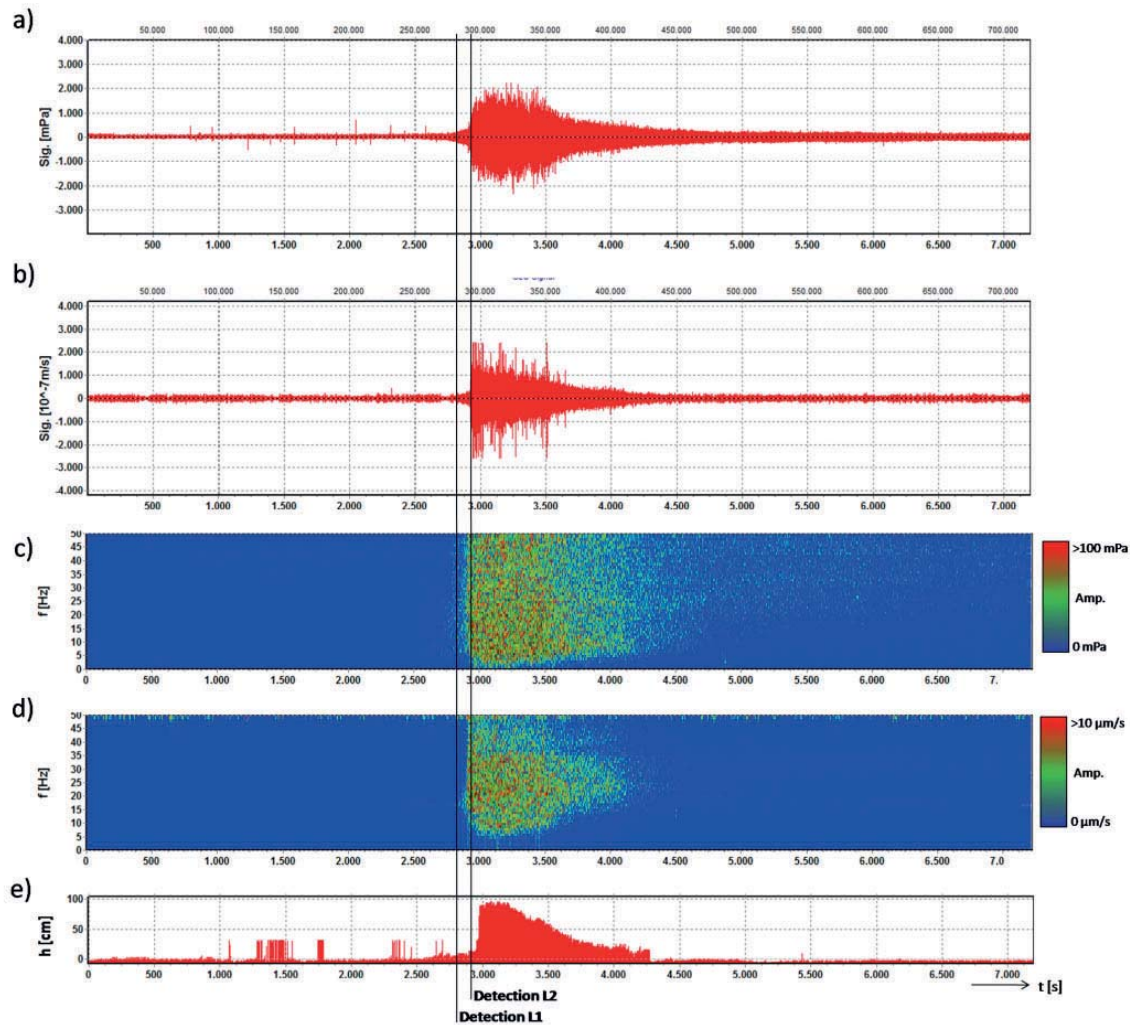 a)
50.000 100.000 150.000 200.000 250.000 300.000 350.000 400.000 450.000 500.000 550.000 600.000 650.000 700.000
4.000
3.000
2.000
1.000
0
-1.000
-2.000
-3.000
Sig. [mPa]
500 1.000 1.500 2.000 2.500 3.000 3.500 4.000 4.500 5.000 5.500 6.000 6.500 7.000
b)
50.000 100.000 150.000 200.000 250.000 300.000 350.000 400.000 450.000 500.000 550.000 600.000 650.000 700.000
4.000
3.000
2.000
1.000
0
-1.000
-2.000
-3.000
-4.000
Sig. [10^-7m/s]
500 1.000 1.500 2.000 2.500 3.000 3.500 4.000 4.500 5.000 5.500 6.000 6.500 7.000
c)
50
45
40
35
30
25
20
15
10
5
0
f [Hz]
0 500 1.000 1.500 2.000 2.500 3.000 3.500 4.000 4.500 5.000 5.500 6.000 6.500 7.
>100 mPa
Amp.
0 mPa
d)
50
45
40
35
30
25
20
15
10
5
0
f [Hz]
0 500 1.000 1.500 2.000 2.500 3.000 3.500 4.000 4.500 5.000 5.500 6.000 6.500 7.0
>10 µm/s
Amp.
0 µm/s
e)
100
50
0
h [cm]
0 500 1.000 1.500 2.000 2.500 3.000 3.500 4.000 4.500 5.000 5.500 6.000 6.500 7.000
t [s]
Detection L2
Detection L1